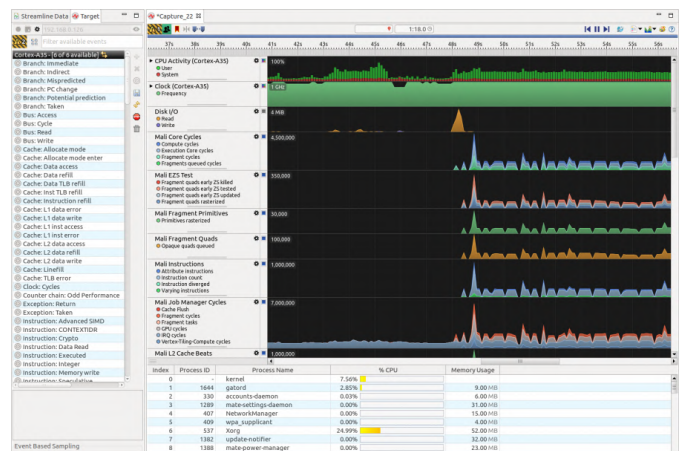 Streamline Data
Target
192.168.0.126
Filter available events
Cortex-A35 - [6 of 6 available]
Branch: Immediate
Branch: Indirect
Branch: Mispredicted
Branch: PC change
Branch: Potential prediction
Branch: Taken
Bus: Access
Bus: Cycle
Bus: Read
Bus: Write
Cache: Allocate mode
Cache: Allocate mode enter
Cache: Data access
Cache: Data refill
Cache: Data TLB refill
Cache: Inst TLB refill
Cache: Instruction refill
Cache: L1 data error
Cache: L1 data write
Cache: L1 inst access
Cache: L1 inst error
Cache: L2 data access
Cache: L2 data refill
Cache: L2 data write
Cache: Linefill
Cache: TLB error
Clock: Cycles
Counter chain: Odd Performance
Exception: Return
Exception: Taken
Instruction: Advanced SIMD
Instruction: CONTEXTIDR
Instruction: Crypto
Instruction: Data Read
Instruction: Executed
Instruction: Integer
Instruction: Memory write
Instruction: Speculative
Event Based Sampling
*Capture_22
1:18.0
37s 38s 39s 40s 41s 42s 43s 44s 45s 46s 47s 48s 49s 50s 51s 52s 53s 54s 55s 56s
CPU Activity (Cortex-A35)
100%
User
System
Clock (Cortex-A35)
1 GHz
Frequency
Disk I/O
4 MiB
Read
Write
Mali Core Cycles
4,500,000
Compute cycles
Execution Core cycles
Fragment cycles
Fragments queued cycles
Mali EZS Test
350,000
Fragment quads early ZS killed
Fragment quads early ZS tested
Fragment quads early ZS updated
Fragment quads rasterized
Mali Fragment Primitives
30,000
Primitives rasterized
Mali Fragment Quads
100,000
Opaque quads queued
Mali Instructions
1,000,000
Attribute instructions
Instruction count
Instruction diverged
Varying instructions
Mali Job Manager Cycles
7,000,000
Cache Flush
Fragment cycles
Fragment tasks
GPU cycles
IRQ cycles
Vertex-Tiling-Compute cycles
Mali L2 Cache Beats
1,000,000
Index Process ID Process Name % CPU Memory Usage
0 - kernel 7.56%
1 1644 gatord 2.85% 9.00 MB
2 330 accounts-daemon 0.03% 6.00 MB
3 1289 mate-settings-daemon 0.00% 31.00 MB
4 407 NetworkManager 0.00% 15.00 MB
5 409 wpa_supplicant 0.00% 4.00 MB
6 537 Xorg 24.99% 52.00 MB
7 1382 update-notifier 0.00% 32.00 MB
8 1388 mate-power-manager 0.00% 23.00 MB